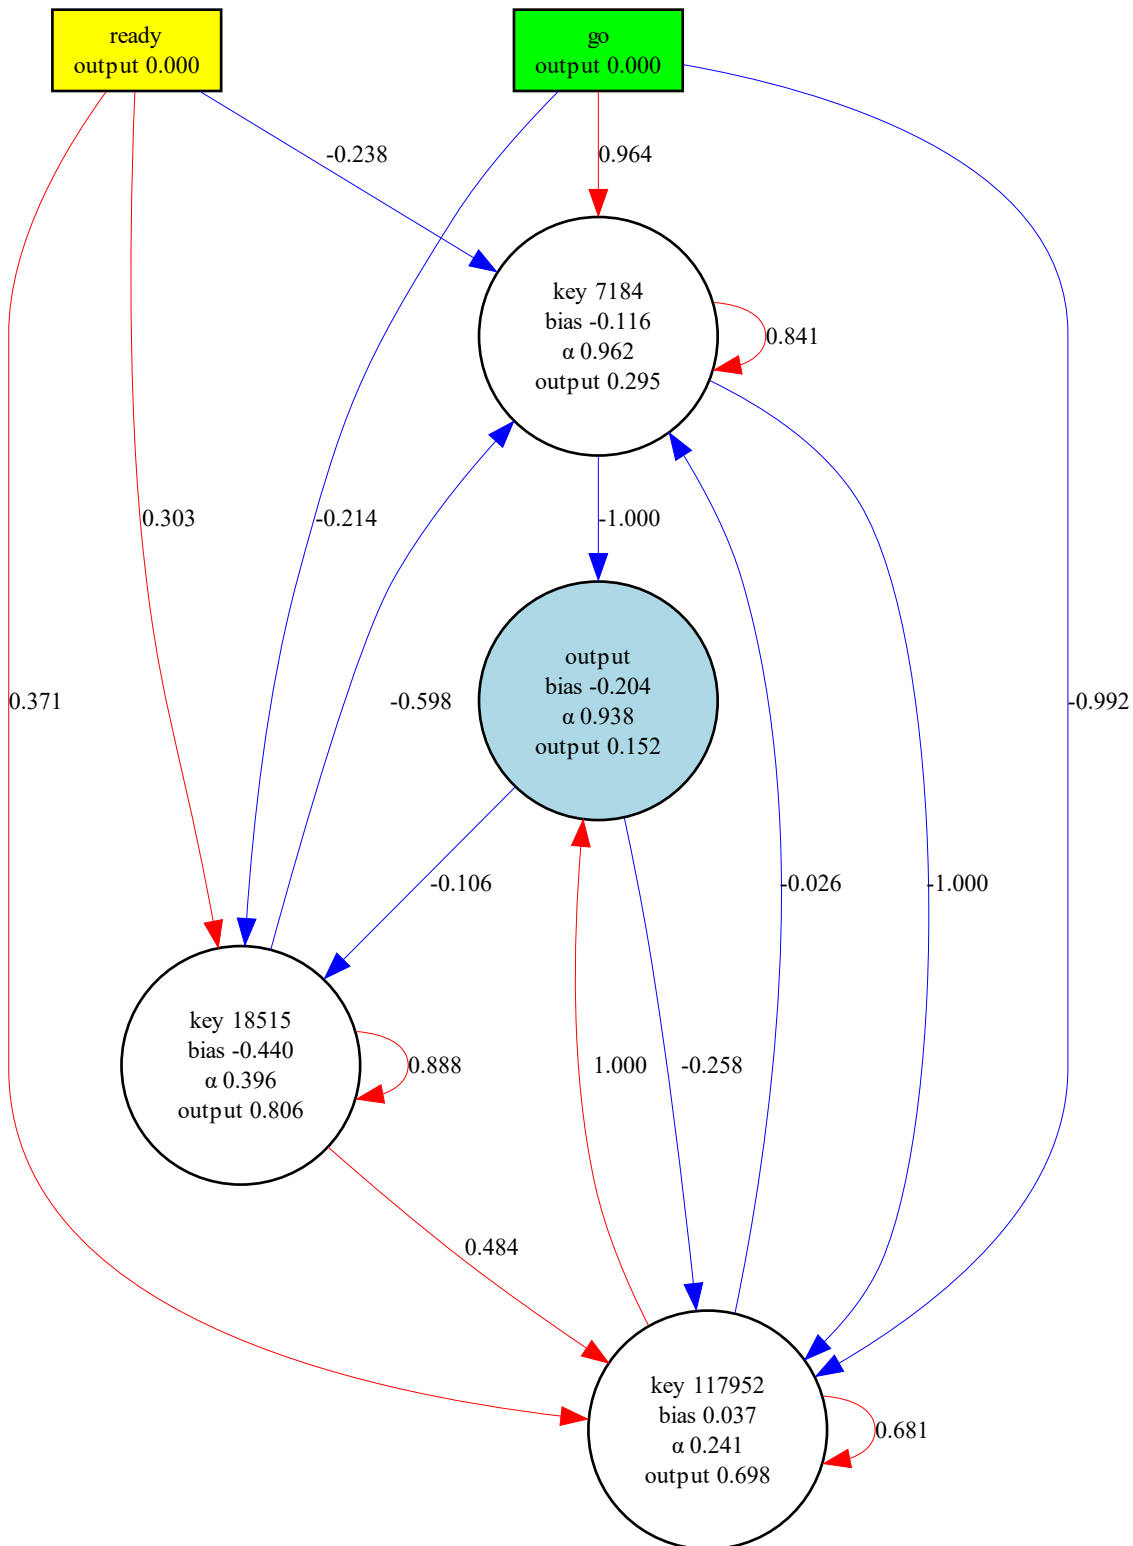 ready
output 0.000
go
output 0.000
-0.238
0.964
key 7184
bias -0.116
α 0.962
output 0.295
0.841
0.303
-0.214
-1.000
0.371
-0.598
output
bias -0.204
α 0.938
output 0.152
-0.992
-0.106
-0.026
-1.000
key 18515
bias -0.440
α 0.396
output 0.806
0.888
1.000
-0.258
0.484
key 117952
bias 0.037
α 0.241
output 0.698
0.681